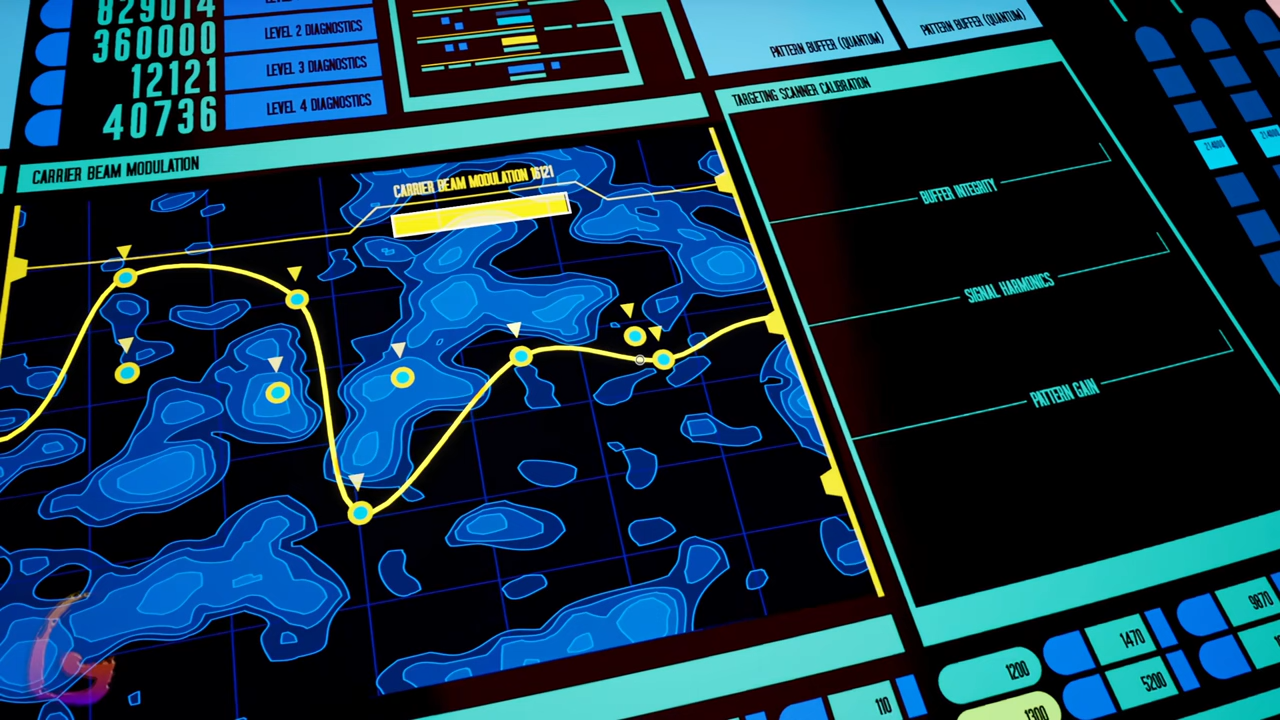 829014
360000
12121
40736
LEVEL 2 DIAGNOSTICS
LEVEL 3 DIAGNOSTICS
LEVEL 4 DIAGNOSTICS
PATTERN BUFFER (QUANTUM)
PATTERN BUFFER (QUANTUM)
CARRIER BEAM MODULATION
CARRIER BEAM MODULATION 16121
TARGETING SCANNER CALIBRATION
BUFFER INTEGRITY
SIGNAL HARMONICS
PATTERN GAIN
110
1200
1300
1470
5200
9870